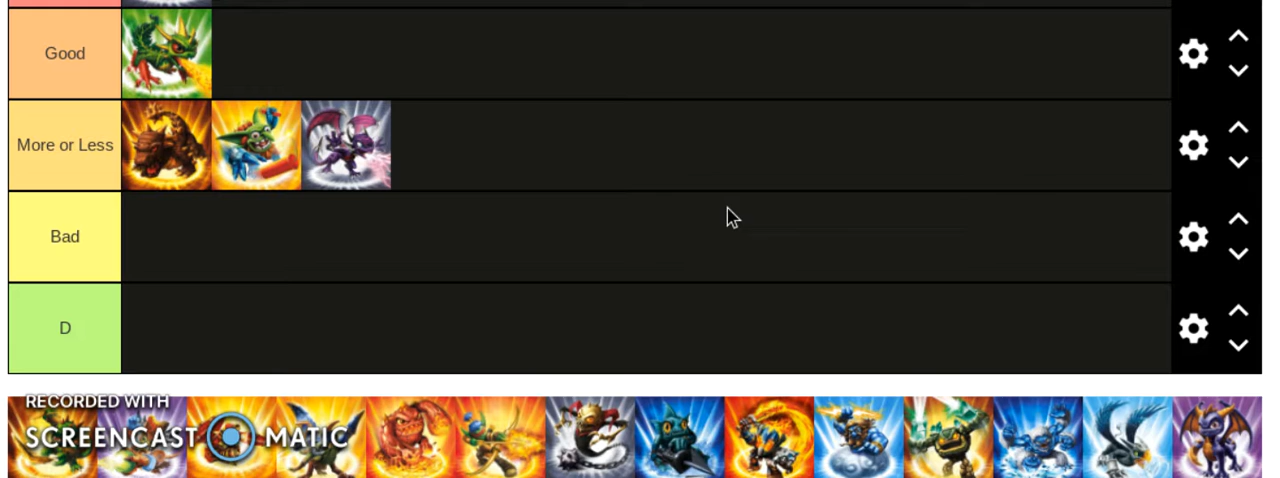 Good
More or Less
Bad
D
RECORDED WITH
SCREENCAST MATIC